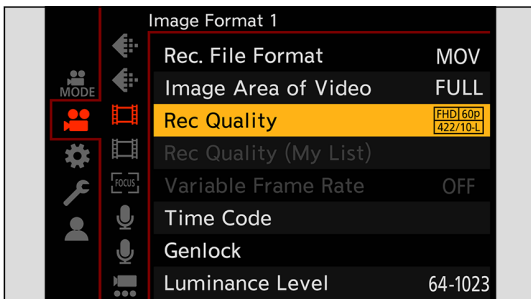 Image Format 1
Rec. File Format MOV
MODE
Image Area of Video FULL
Rec Quality FHD 60p 422/10-L
Rec Quality (My List)
FOCUS
Variable Frame Rate OFF
Time Code
Genlock
Luminance Level 64-1023